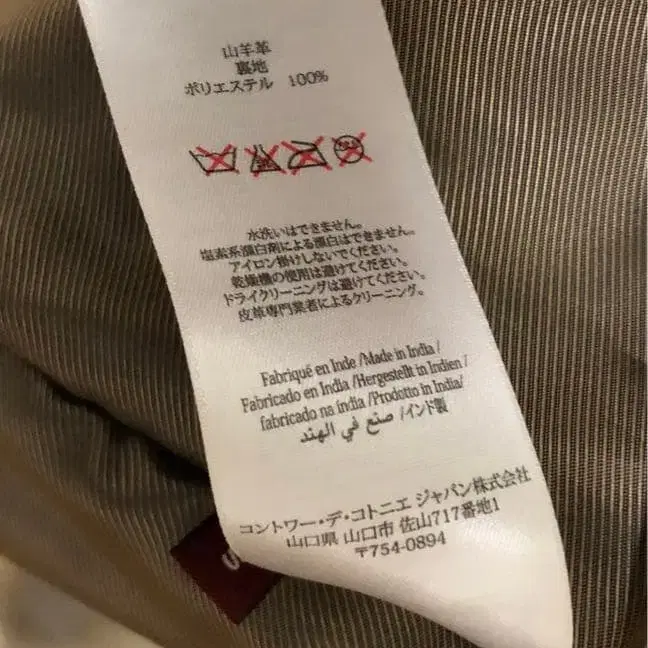 山羊革
裏地
ポリエステル 100%
水洗いはできません。
塩素系漂白剤による漂白はできません。
アイロン掛けしないでください。
乾燥機の使用は避けてください。
ドライクリーニングは避けてください。
皮革専門業者によるクリーニング。
Fabriqué en Inde /Made in India /
Fabricado en India /Hergestellt in Indien /
fabricado na índia /Prodotto in India/
صنع في الهند /インド製
コントワー・デ・コトニエ ジャパン株式会社
山口県 山口市 佐山717番地1
〒754-0894